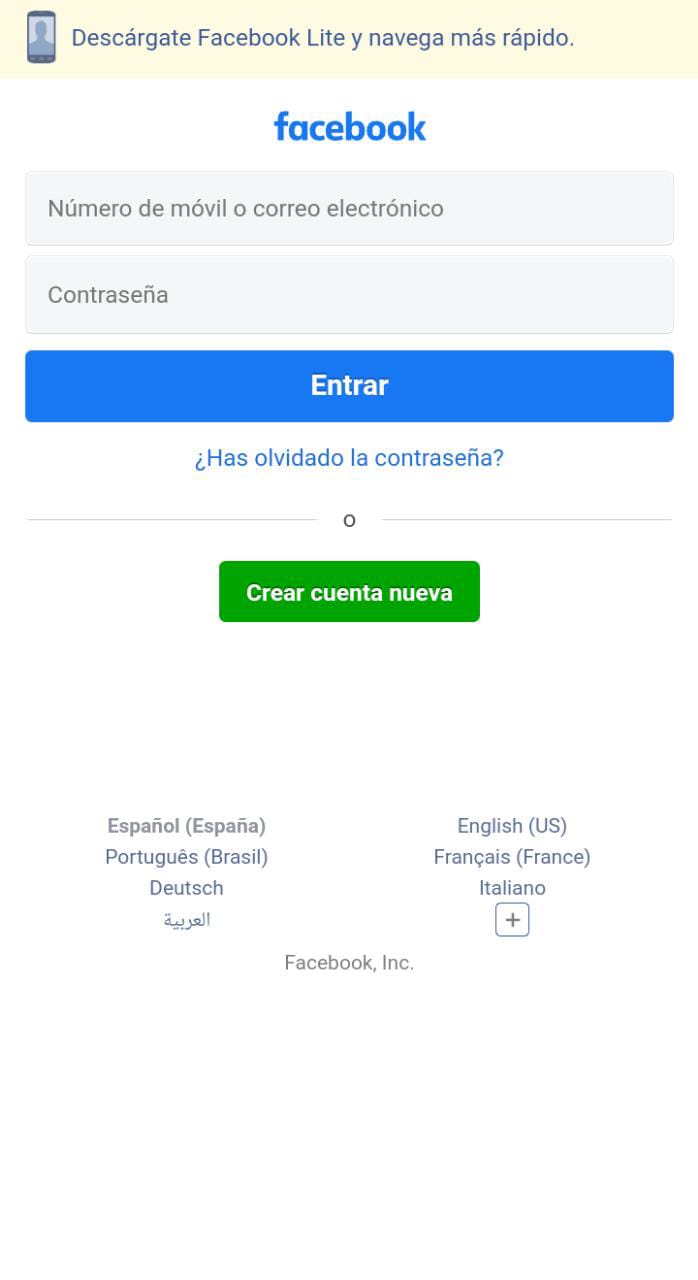 Descárgate Facebook Lite y navega más rápido.
facebook
Número de móvil o correo electrónico
Contraseña
Entrar
¿Has olvidado la contraseña?
o
Crear cuenta nueva
Español (España)
English (US)
Português (Brasil)
Français (France)
Deutsch
Italiano
العربية
+
Facebook, Inc.